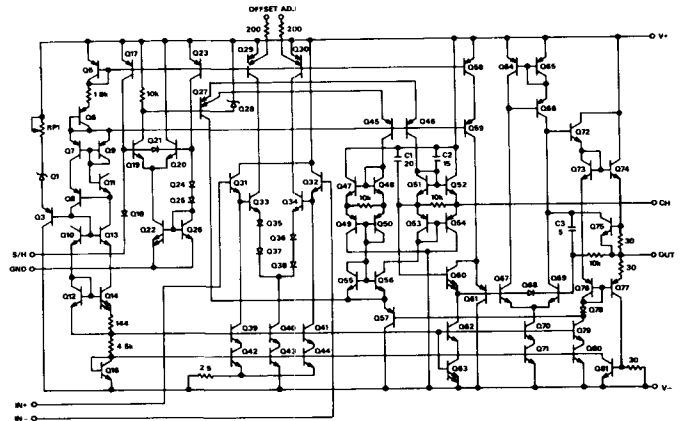 OFFSET ADJ
200 200
V+
Q5 Q17 Q23 Q29 Q30 Q58 Q64 Q65
10k Q27 Q28
1 8k
Q6 Q66
RP1 Q45 Q46 Q59 Q72
Q7 Q9 Q21 C1 20 C2 15
Q19 Q20 Q73 Q74
Q1 Q11 Q24 Q31 Q33 Q34 Q32 Q47 Q48 Q51 Q52
Q8 Q25 10k 10k CH
Q3 Q18 Q35 Q49 Q50 Q53 Q54 C3 5 Q75
Q10 Q13 Q22 Q26 Q36 30
S/H Q37 OUT
GND Q38 Q55 Q56 Q60 10k 30
Q12 Q14 Q61 Q67 Q68 Q69 Q76 Q77
Q57 Q78
144 Q39 Q40 Q41 Q62 Q70 Q79
4 5k Q42 Q43 Q44 Q71 Q80
Q16 2 5 Q63 Q81 30
V-
IN+
IN-